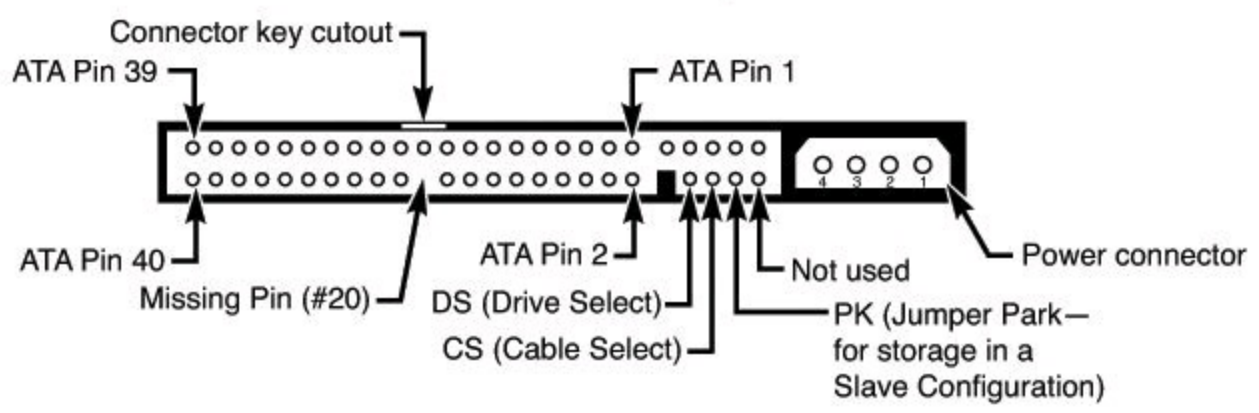 Connector key cutout
ATA Pin 39
ATA Pin 1
4 3 2 1
ATA Pin 40
ATA Pin 2
Missing Pin (#20)
DS (Drive Select)
CS (Cable Select)
Not used
Power connector
PK (Jumper Park—
for storage in a
Slave Configuration)